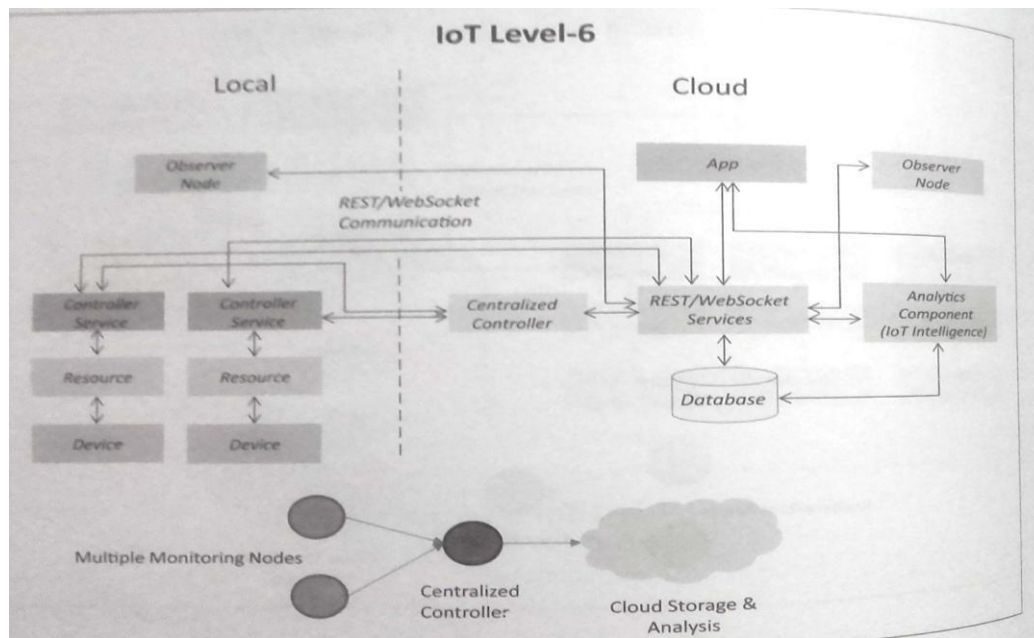 IoT Level-6
Local
Cloud
Observer
Node
App
Observer
Node
REST/WebSocket
Communication
Controller
Service
Controller
Service
Centralized
Controller
REST/WebSocket
Services
Analytics
Component
(IoT Intelligence)
Resource
Resource
Database
Device
Device
Multiple Monitoring Nodes
Centralized
Controller
Cloud Storage &
Analysis